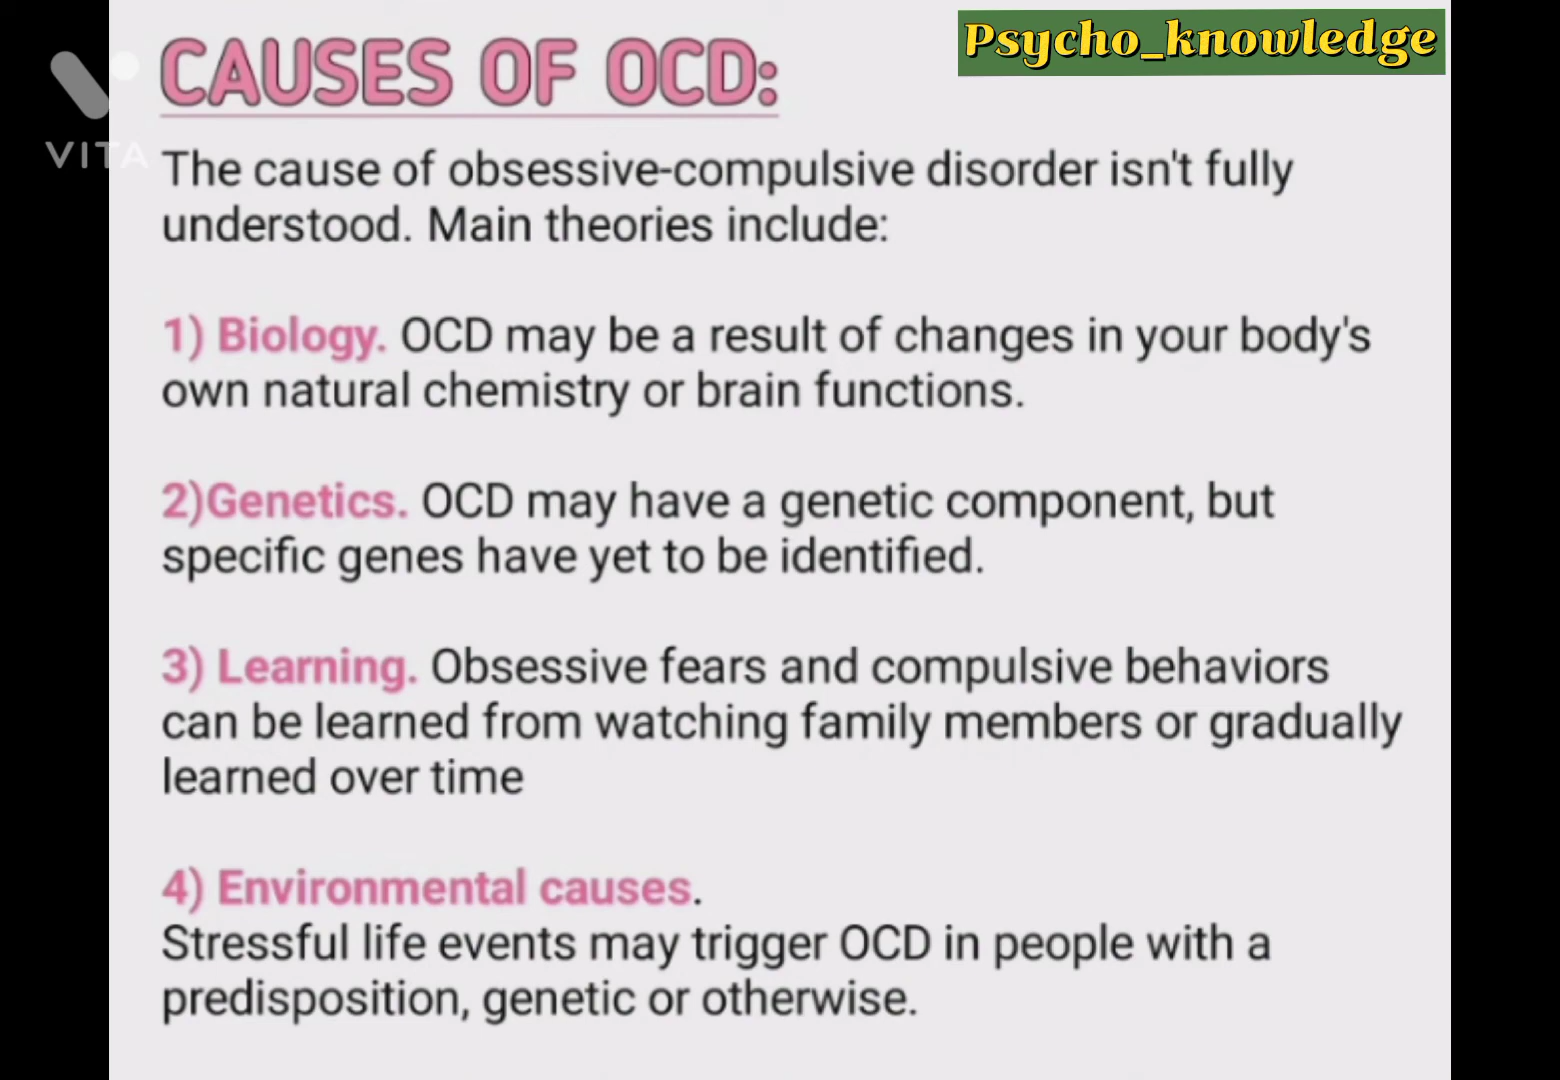 CAUSES OF OCD:
Psycho_knowledge
VITA
The cause of obsessive-compulsive disorder isn't fully
understood. Main theories include:
1) Biology. OCD may be a result of changes in your body's
own natural chemistry or brain functions.
2)Genetics. OCD may have a genetic component, but
specific genes have yet to be identified.
3) Learning. Obsessive fears and compulsive behaviors
can be learned from watching family members or gradually
learned over time
4) Environmental causes.
Stressful life events may trigger OCD in people with a
predisposition, genetic or otherwise.